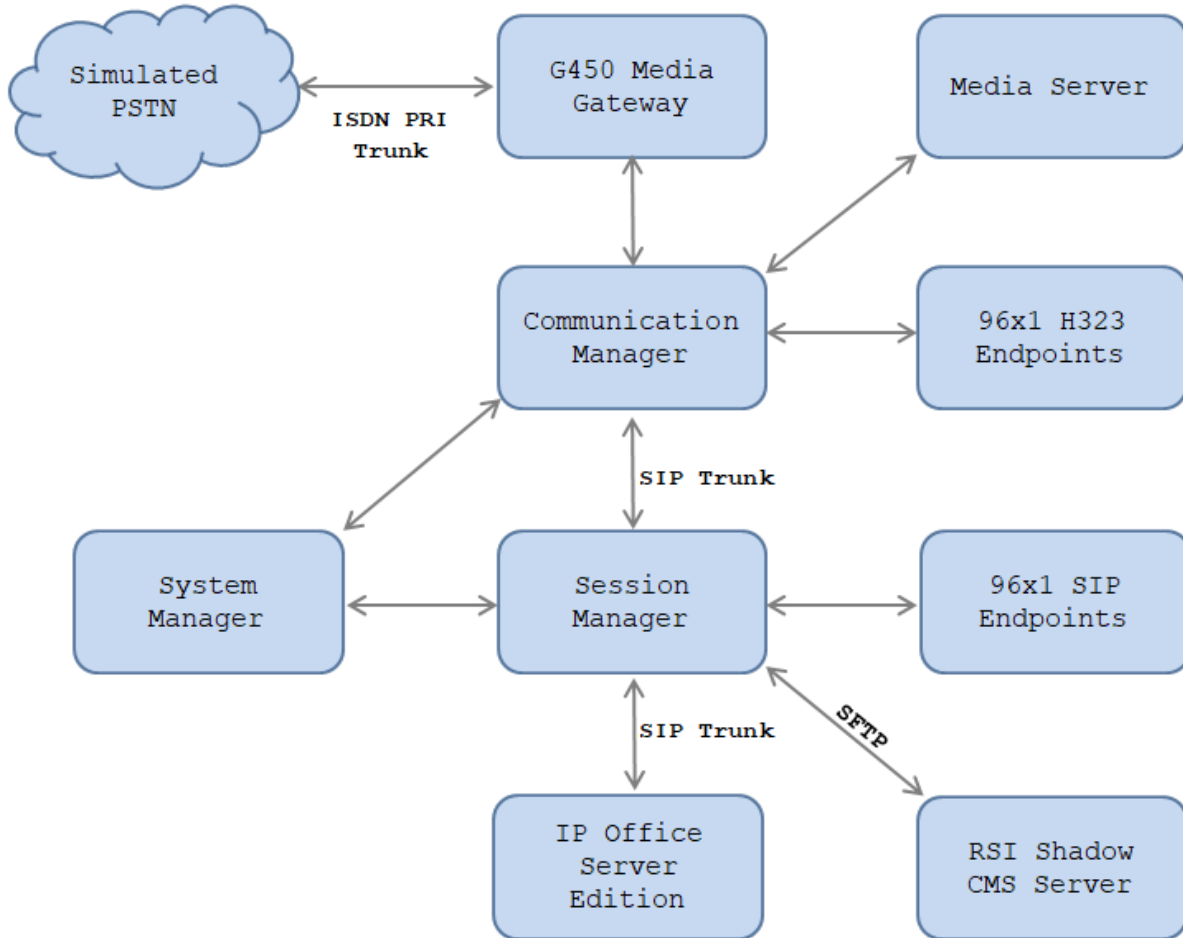 Simulated
PSTN
ISDN PRI
Trunk
G450 Media
Gateway
Media Server
Communication
Manager
96x1 H323
Endpoints
SIP Trunk
System
Manager
Session
Manager
96x1 SIP
Endpoints
SIP Trunk
SFTP
IP Office
Server
Edition
RSI Shadow
CMS Server